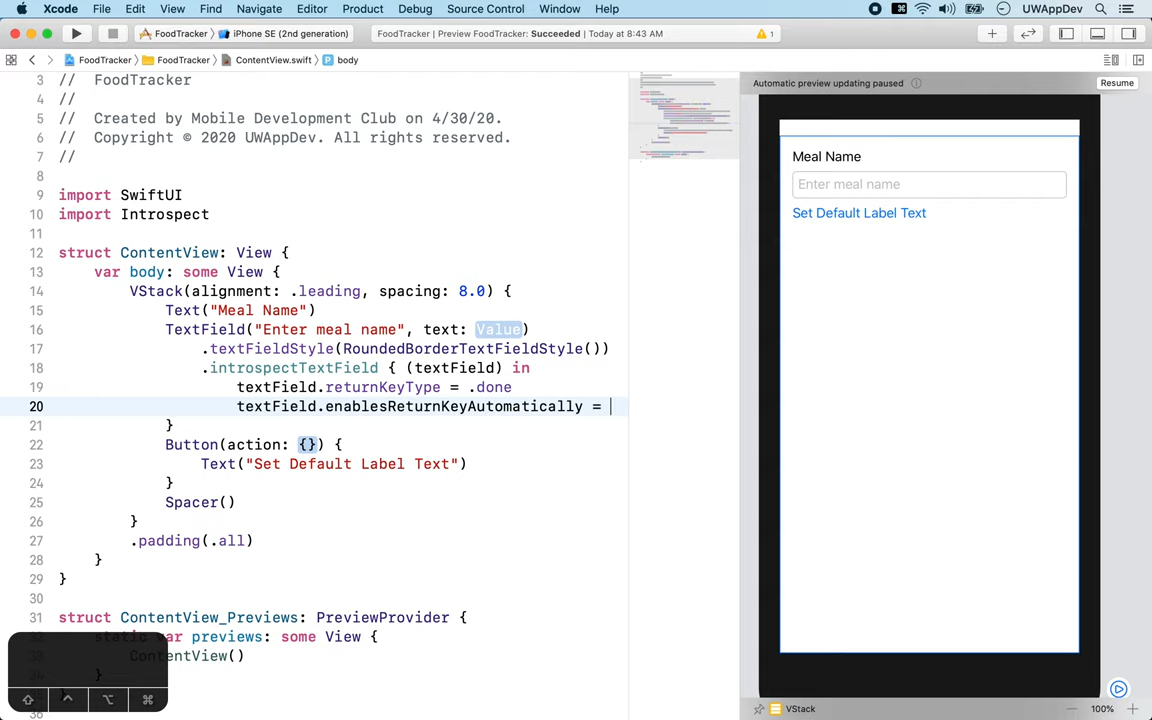 Xcode File Edit View Find Navigate Editor Product Debug Source Control Window Help UWAppDev
FoodTracker iPhone SE (2nd generation) FoodTracker | Preview FoodTracker: Succeeded | Today at 8:43 AM 1
FoodTracker FoodTracker ContentView.swift body
Automatic preview updating paused Resume
3 // FoodTracker
4 //
5 // Created by Mobile Development Club on 4/30/20.
6 // Copyright © 2020 UWAppDev. All rights reserved.
7 //
8
9 import SwiftUI
10 import Introspect
11
12 struct ContentView: View {
13 var body: some View {
14 VStack(alignment: .leading, spacing: 8.0) {
15 Text("Meal Name")
16 TextField("Enter meal name", text: Value)
17 .textFieldStyle(RoundedBorderTextFieldStyle())
18 .introspectTextField { (textField) in
19 textField.returnKeyType = .done
20 textField.enablesReturnKeyAutomatically =
21 }
22 Button(action: {}) {
23 Text("Set Default Label Text")
24 }
25 Spacer()
26 }
27 .padding(.all)
28 }
29 }
30
31 struct ContentView_Previews: PreviewProvider {
32 static var previews: some View {
33 ContentView()
34 }
36
Meal Name
Enter meal name
Set Default Label Text
VStack 100%